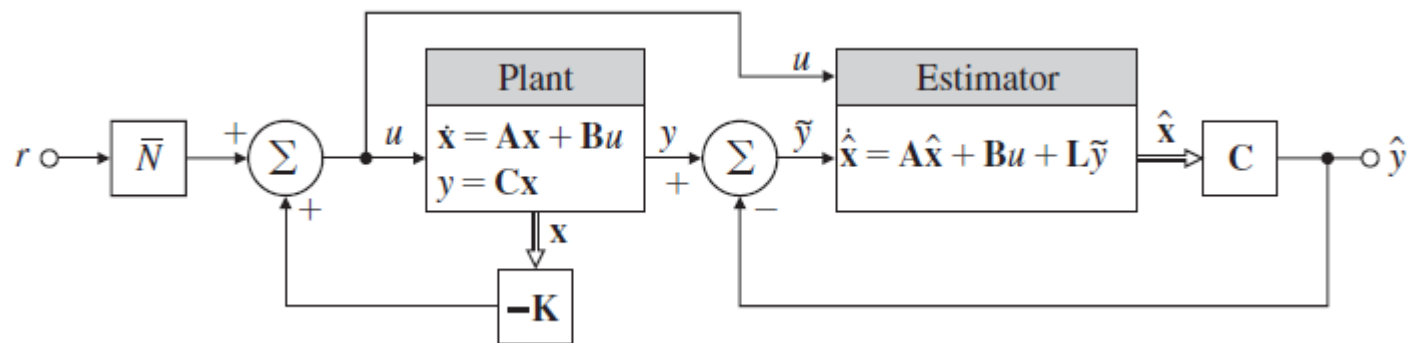 Plant
Estimator
r
N̅
+
Σ
+
u
ẋ = Ax + Bu
y = Cx
y
+
Σ
−
ỹ
u
x̂̇ = Ax̂ + Bu + Lỹ
x̂
C
ŷ
x
−K